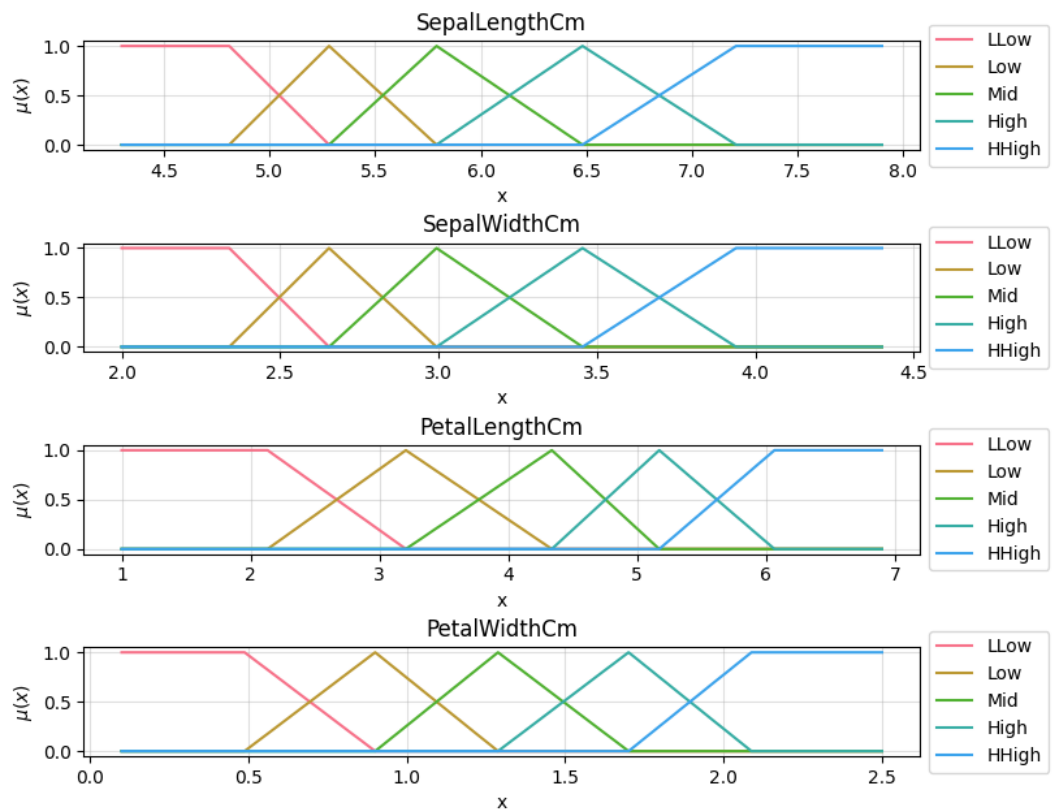 SepalLengthCm
1.0
0.5
0.0
μ(x)
4.5 5.0 5.5 6.0 6.5 7.0 7.5 8.0
x
LLow
Low
Mid
High
HHigh
SepalWidthCm
1.0
0.5
0.0
μ(x)
2.0 2.5 3.0 3.5 4.0 4.5
x
LLow
Low
Mid
High
HHigh
PetalLengthCm
1.0
0.5
0.0
μ(x)
1 2 3 4 5 6 7
x
LLow
Low
Mid
High
HHigh
PetalWidthCm
1.0
0.5
0.0
μ(x)
0.0 0.5 1.0 1.5 2.0 2.5
x
LLow
Low
Mid
High
HHigh